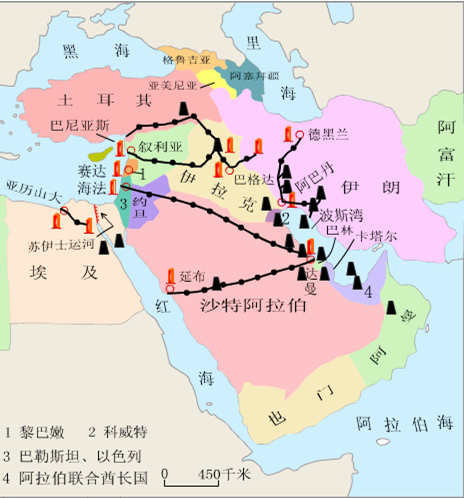 黑 海
格鲁吉亚
里
海
亚美尼亚
阿塞拜疆
土 耳 其
巴尼亚斯
叙利亚
德黑兰
阿富汗
赛达
1
海法
伊拉克
巴格达
阿巴丹
伊 朗
亚历山大
3
约旦
2
波斯湾
苏伊士运河
巴林
卡塔尔
埃 及
延布
达曼
4
红
海
沙特阿拉伯
阿曼
也门
阿拉伯海
1 黎巴嫩 2 科威特
3 巴勒斯坦、以色列
4 阿拉伯联合酋长国
0 450千米